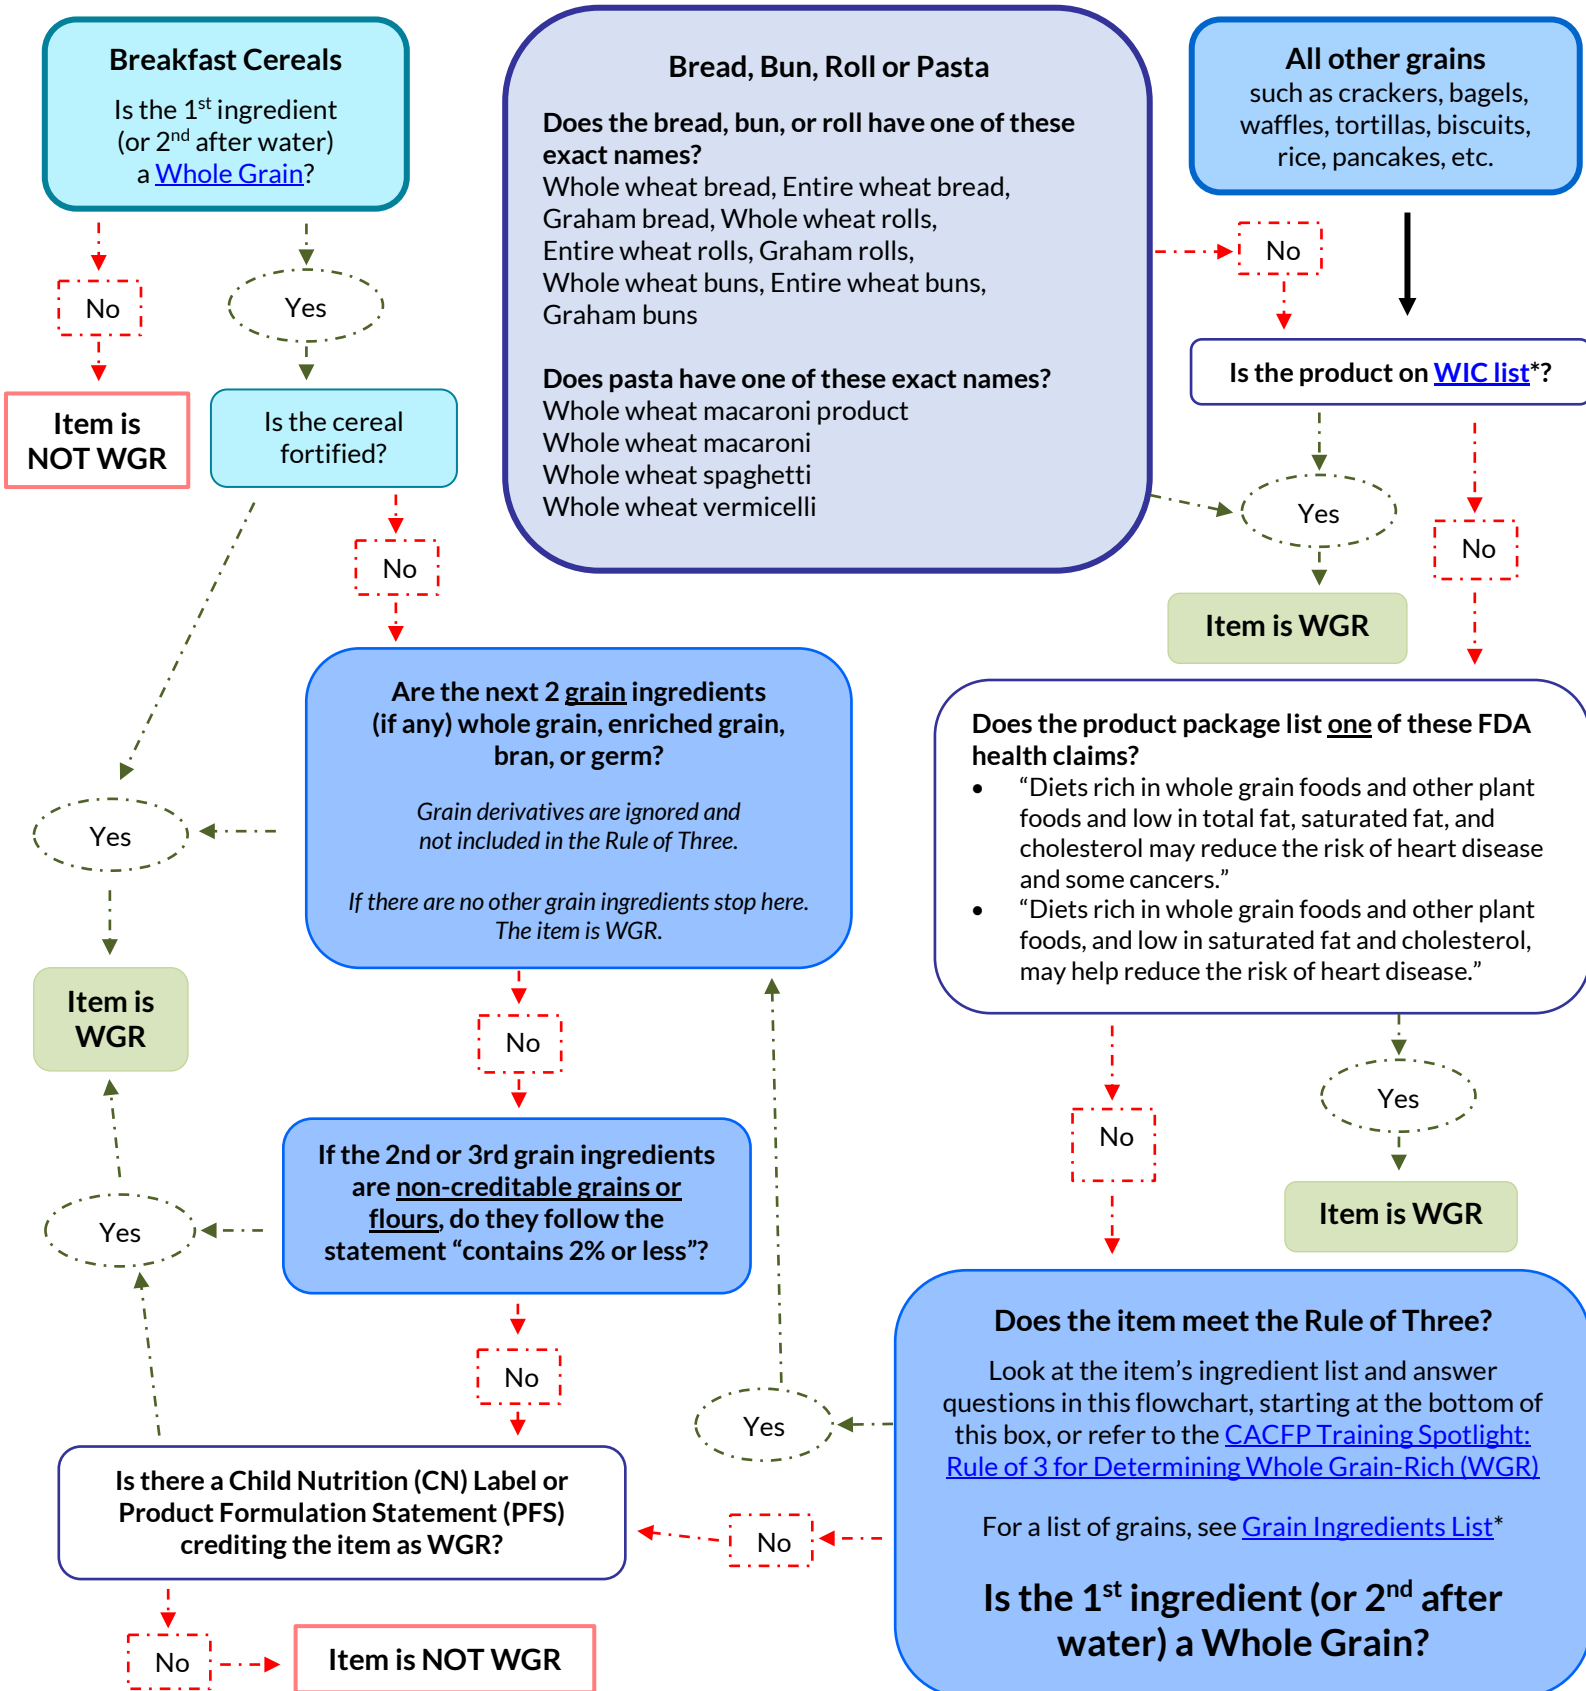 Breakfast Cereals
Is the 1st ingredient
(or 2nd after water)
a Whole Grain?
No
Yes
Item is
NOT WGR
Is the cereal
fortified?
No
Bread, Bun, Roll or Pasta
Does the bread, bun, or roll have one of these
exact names?
Whole wheat bread, Entire wheat bread,
Graham bread, Whole wheat rolls,
Entire wheat rolls, Graham rolls,
Whole wheat buns, Entire wheat buns,
Graham buns
Does pasta have one of these exact names?
Whole wheat macaroni product
Whole wheat macaroni
Whole wheat spaghetti
Whole wheat vermicelli
All other grains
such as crackers, bagels,
waffles, tortillas, biscuits,
rice, pancakes, etc.
No
Is the product on WIC list*?
Yes
No
Item is WGR
Are the next 2 grain ingredients
(if any) whole grain, enriched grain,
bran, or germ?
Grain derivatives are ignored and
not included in the Rule of Three.
If there are no other grain ingredients stop here.
The item is WGR.
Yes
Item is
WGR
No
Does the product package list one of these FDA
health claims?
• “Diets rich in whole grain foods and other plant
foods and low in total fat, saturated fat, and
cholesterol may reduce the risk of heart disease
and some cancers.”
• “Diets rich in whole grain foods and other plant
foods, and low in saturated fat and cholesterol,
may help reduce the risk of heart disease.”
No
Yes
Item is WGR
If the 2nd or 3rd grain ingredients
are non-creditable grains or
flours, do they follow the
statement “contains 2% or less”?
Yes
No
Does the item meet the Rule of Three?
Look at the item’s ingredient list and answer
questions in this flowchart, starting at the bottom of
this box, or refer to the CACFP Training Spotlight:
Rule of 3 for Determining Whole Grain-Rich (WGR)
For a list of grains, see Grain Ingredients List*
Is the 1st ingredient (or 2nd after
water) a Whole Grain?
Yes
No
Is there a Child Nutrition (CN) Label or
Product Formulation Statement (PFS)
crediting the item as WGR?
No
Item is NOT WGR